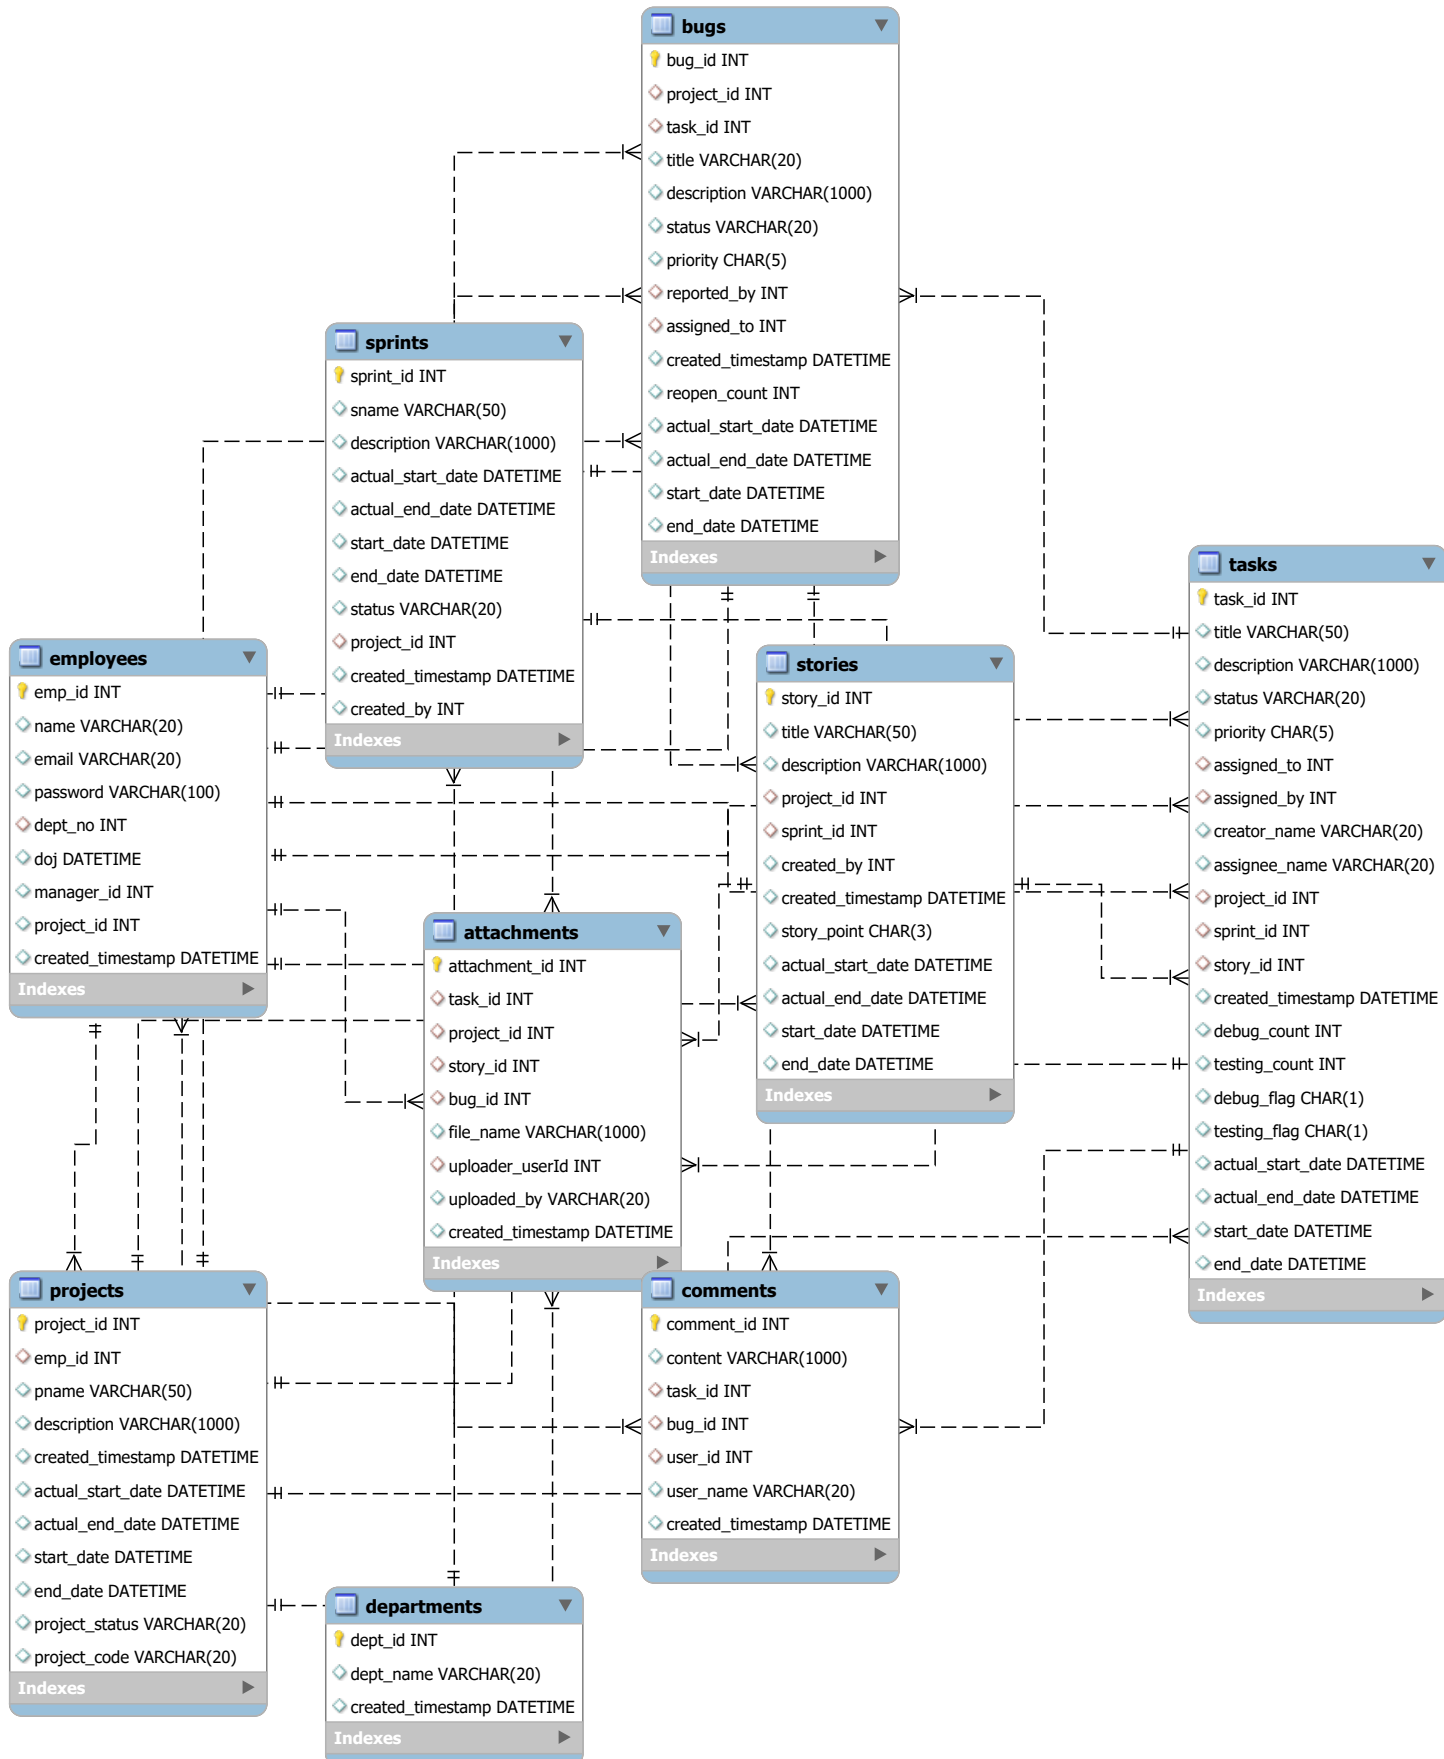 bugs
bug_id INT
project_id INT
task_id INT
title VARCHAR(20)
description VARCHAR(1000)
status VARCHAR(20)
priority CHAR(5)
reported_by INT
assigned_to INT
created_timestamp DATETIME
reopen_count INT
actual_start_date DATETIME
actual_end_date DATETIME
start_date DATETIME
end_date DATETIME
Indexes
sprints
sprint_id INT
sname VARCHAR(50)
description VARCHAR(1000)
actual_start_date DATETIME
actual_end_date DATETIME
start_date DATETIME
end_date DATETIME
status VARCHAR(20)
project_id INT
created_timestamp DATETIME
created_by INT
Indexes
tasks
task_id INT
title VARCHAR(50)
description VARCHAR(1000)
status VARCHAR(20)
priority CHAR(5)
assigned_to INT
assigned_by INT
creator_name VARCHAR(20)
assignee_name VARCHAR(20)
project_id INT
sprint_id INT
story_id INT
created_timestamp DATETIME
debug_count INT
testing_count INT
debug_flag CHAR(1)
testing_flag CHAR(1)
actual_start_date DATETIME
actual_end_date DATETIME
start_date DATETIME
end_date DATETIME
Indexes
employees
emp_id INT
name VARCHAR(20)
email VARCHAR(20)
password VARCHAR(100)
dept_no INT
doj DATETIME
manager_id INT
project_id INT
created_timestamp DATETIME
Indexes
stories
story_id INT
title VARCHAR(50)
description VARCHAR(1000)
project_id INT
sprint_id INT
created_by INT
created_timestamp DATETIME
story_point CHAR(3)
actual_start_date DATETIME
actual_end_date DATETIME
start_date DATETIME
end_date DATETIME
Indexes
attachments
attachment_id INT
task_id INT
project_id INT
story_id INT
bug_id INT
file_name VARCHAR(1000)
uploader_userId INT
uploaded_by VARCHAR(20)
created_timestamp DATETIME
Indexes
projects
project_id INT
emp_id INT
pname VARCHAR(50)
description VARCHAR(1000)
created_timestamp DATETIME
actual_start_date DATETIME
actual_end_date DATETIME
start_date DATETIME
end_date DATETIME
project_status VARCHAR(20)
project_code VARCHAR(20)
Indexes
comments
comment_id INT
content VARCHAR(1000)
task_id INT
bug_id INT
user_id INT
user_name VARCHAR(20)
created_timestamp DATETIME
Indexes
departments
dept_id INT
dept_name VARCHAR(20)
created_timestamp DATETIME
Indexes